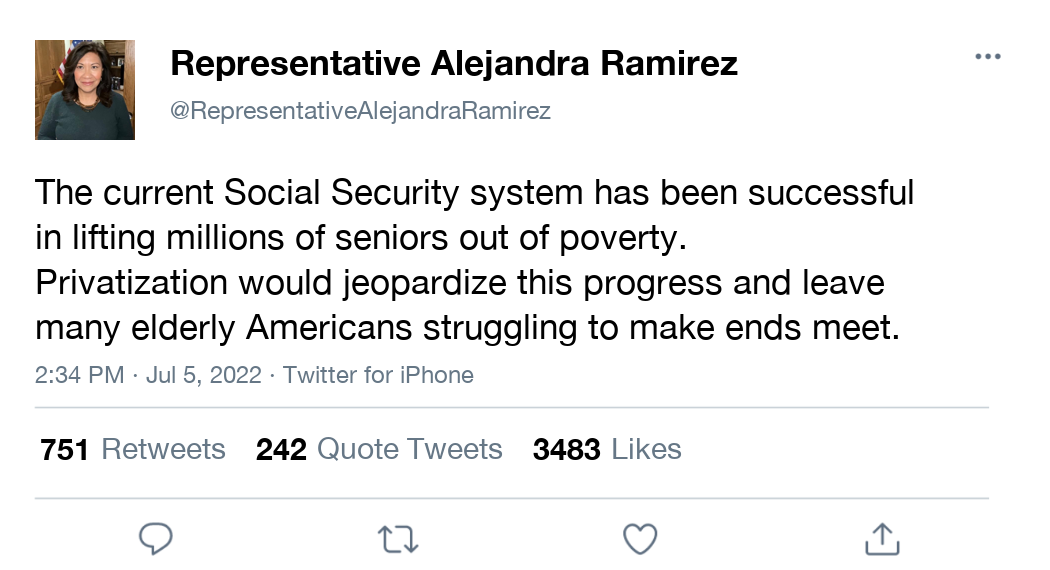 Representative Alejandra Ramirez
@RepresentativeAlejandraRamirez
The current Social Security system has been successful
in lifting millions of seniors out of poverty.
Privatization would jeopardize this progress and leave
many elderly Americans struggling to make ends meet.
2:34 PM · Jul 5, 2022 · Twitter for iPhone
751 Retweets 242 Quote Tweets 3483 Likes